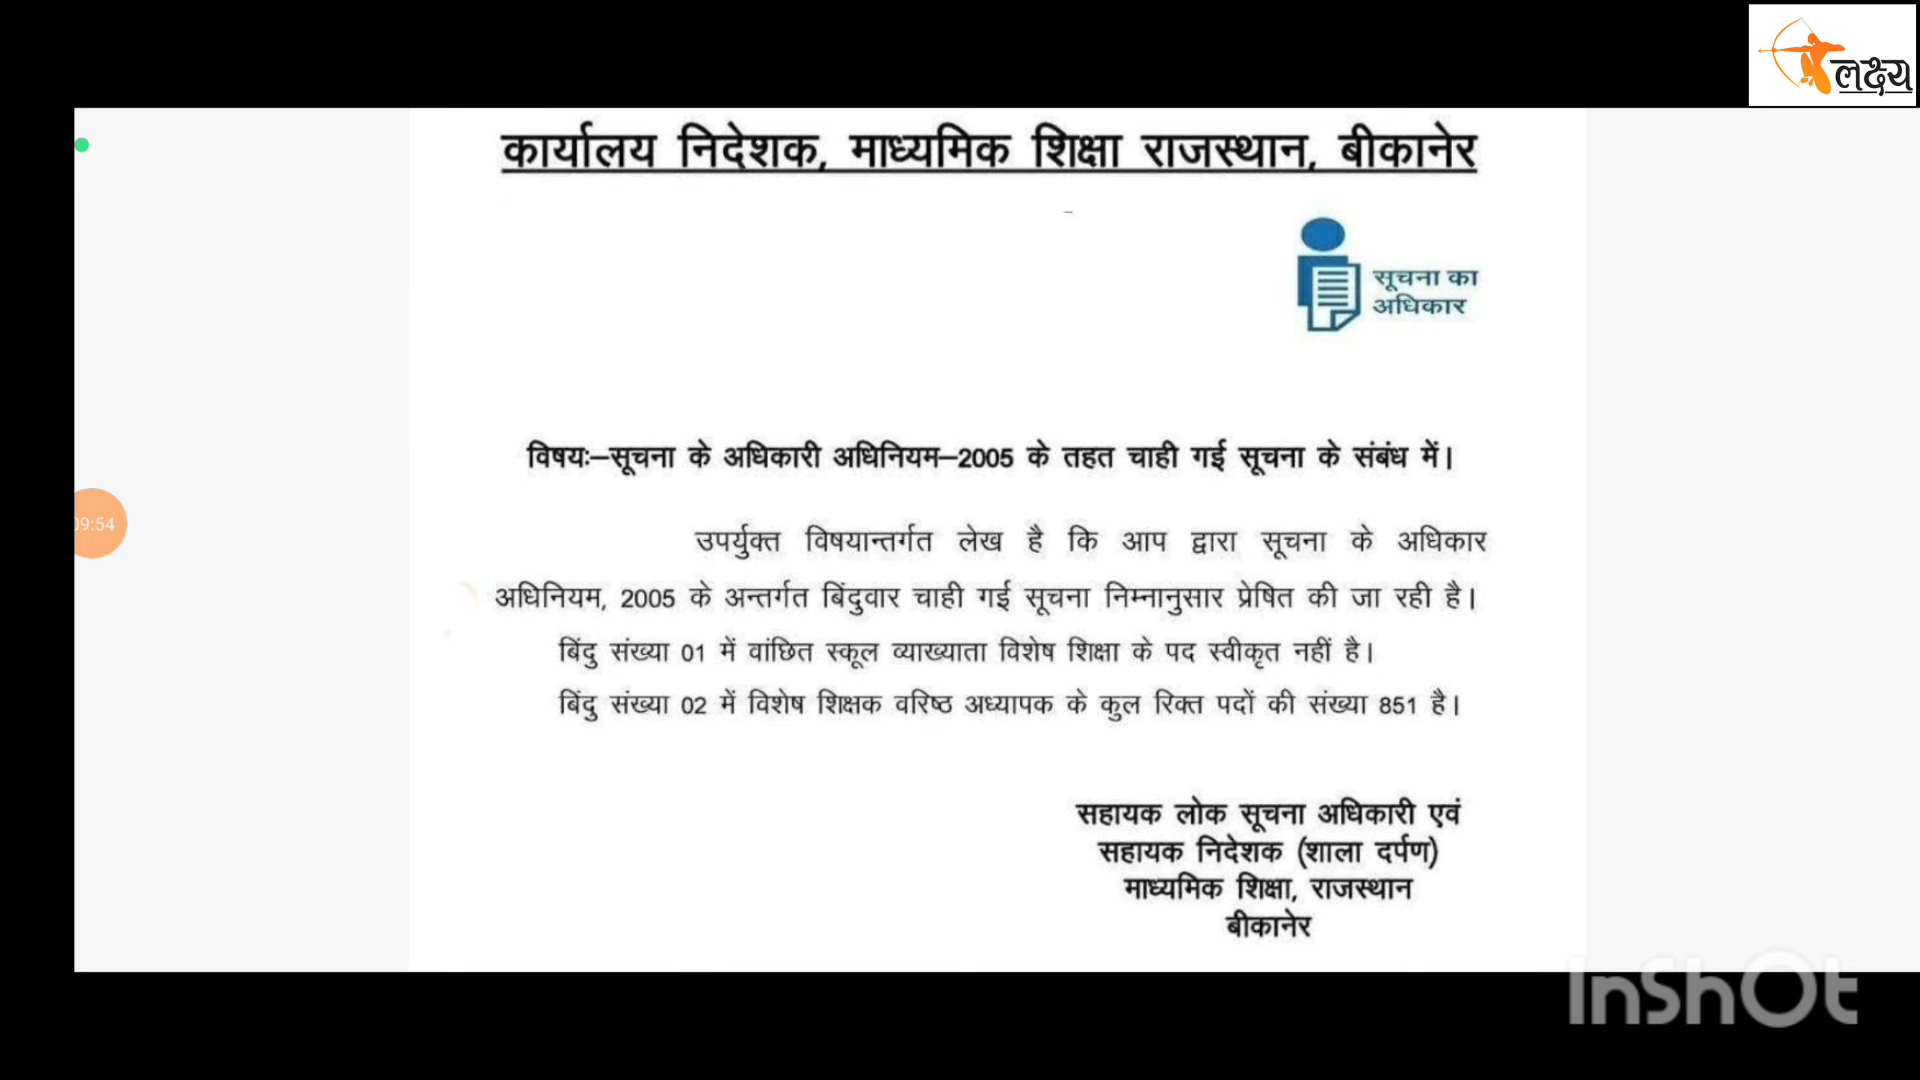 लक्ष्य
कार्यालय निदेशक, माध्यमिक शिक्षा राजस्थान, बीकानेर
सूचना का
अधिकार
विषयः–सूचना के अधिकारी अधिनियम–2005 के तहत चाही गई सूचना के संबंध में।
09:54
उपर्युक्त विषयान्तर्गत लेख है कि आप द्वारा सूचना के अधिकार
अधिनियम, 2005 के अन्तर्गत बिंदुवार चाही गई सूचना निम्नानुसार प्रेषित की जा रही है।
बिंदु संख्या 01 में वांछित स्कूल व्याख्याता विशेष शिक्षा के पद स्वीकृत नहीं है।
बिंदु संख्या 02 में विशेष शिक्षक वरिष्ठ अध्यापक के कुल रिक्त पदों की संख्या 851 है।
सहायक लोक सूचना अधिकारी एवं
सहायक निदेशक (शाला दर्पण)
माध्यमिक शिक्षा, राजस्थान
बीकानेर
InShOt